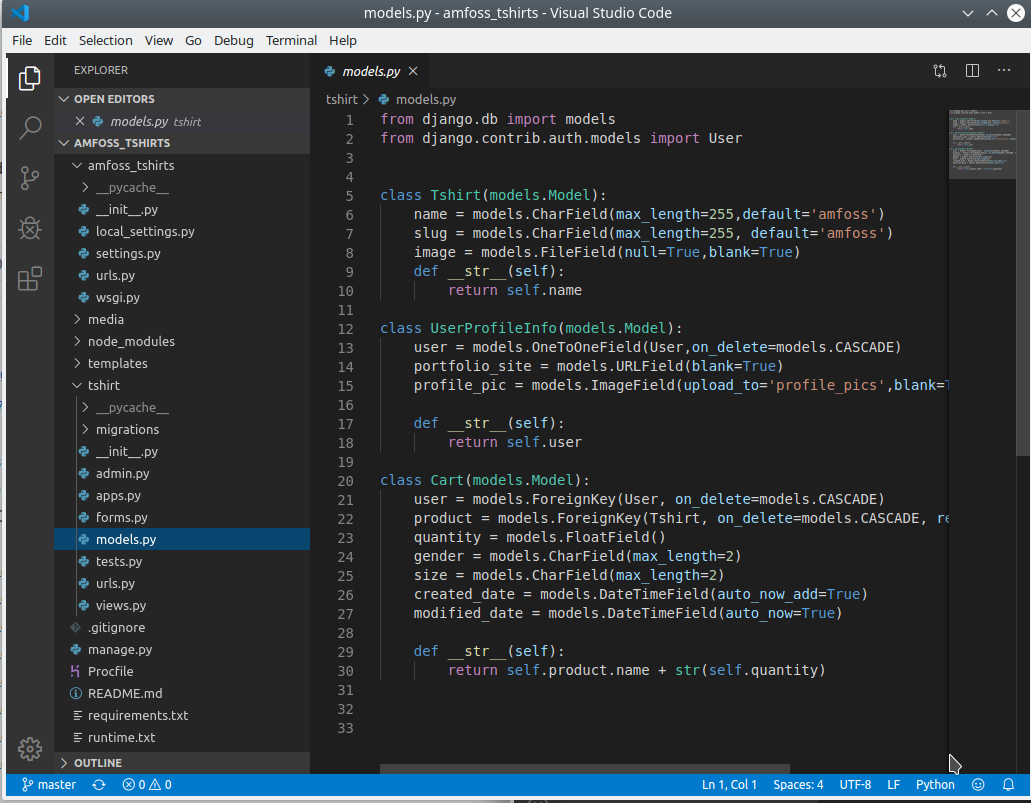 models.py - amfoss_tshirts - Visual Studio Code
File Edit Selection View Go Debug Terminal Help
EXPLORER
OPEN EDITORS
models.py tshirt
AMFOSS_TSHIRTS
amfoss_tshirts
__pycache__
__init__.py
local_settings.py
settings.py
urls.py
wsgi.py
media
node_modules
templates
tshirt
__pycache__
migrations
__init__.py
admin.py
apps.py
forms.py
models.py
tests.py
urls.py
views.py
.gitignore
manage.py
Procfile
README.md
requirements.txt
runtime.txt
OUTLINE
models.py
tshirt > models.py
1 from django.db import models
2 from django.contrib.auth.models import User
3
4
5 class Tshirt(models.Model):
6     name = models.CharField(max_length=255,default='amfoss')
7     slug = models.CharField(max_length=255, default='amfoss')
8     image = models.FileField(null=True,blank=True)
9     def __str__(self):
10         return self.name
11
12 class UserProfileInfo(models.Model):
13     user = models.OneToOneField(User,on_delete=models.CASCADE)
14     portfolio_site = models.URLField(blank=True)
15     profile_pic = models.ImageField(upload_to='profile_pics',blank=
16
17     def __str__(self):
18         return self.user
19
20 class Cart(models.Model):
21     user = models.ForeignKey(User, on_delete=models.CASCADE)
22     product = models.ForeignKey(Tshirt, on_delete=models.CASCADE, re
23     quantity = models.FloatField()
24     gender = models.CharField(max_length=2)
25     size = models.CharField(max_length=2)
26     created_date = models.DateTimeField(auto_now_add=True)
27     modified_date = models.DateTimeField(auto_now=True)
28
29     def __str__(self):
30         return self.product.name + str(self.quantity)
31
32
33
master 0 0 Ln 1, Col 1 Spaces: 4 UTF-8 LF Python